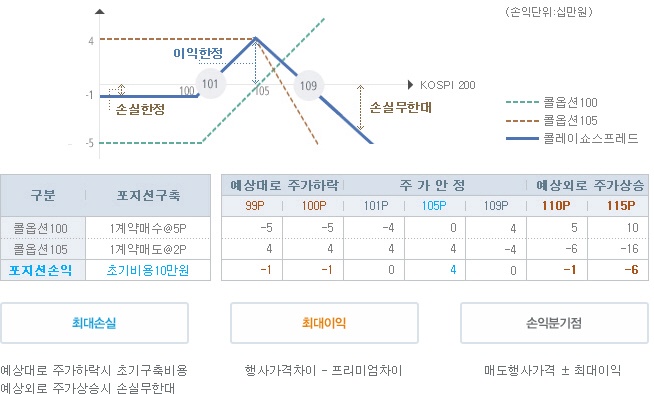 (손익단위:십만원)
4
이익한정
100
101
105
109
KOSPI 200
-1
손실한정
손실무한대
-5
콜옵션100
콜옵션105
콜레이쇼스프레드
구분 포지션구축 예상대로 주가하락 주 가 안 정 예상외로 주가상승
99P 100P 101P 105P 109P 110P 115P
콜옵션100 1계약매수@5P -5 -5 -4 0 4 5 10
콜옵션105 1계약매도@2P 4 4 4 4 -4 -6 -16
포지션손익 초기비용10만원 -1 -1 0 4 0 -1 -6
최대손실 최대이익 손익분기점
예상대로 주가하락시 초기구축비용 행사가격차이 - 프리미엄차이 매도행사가격 ± 최대이익
예상외로 주가상승시 손실무한대